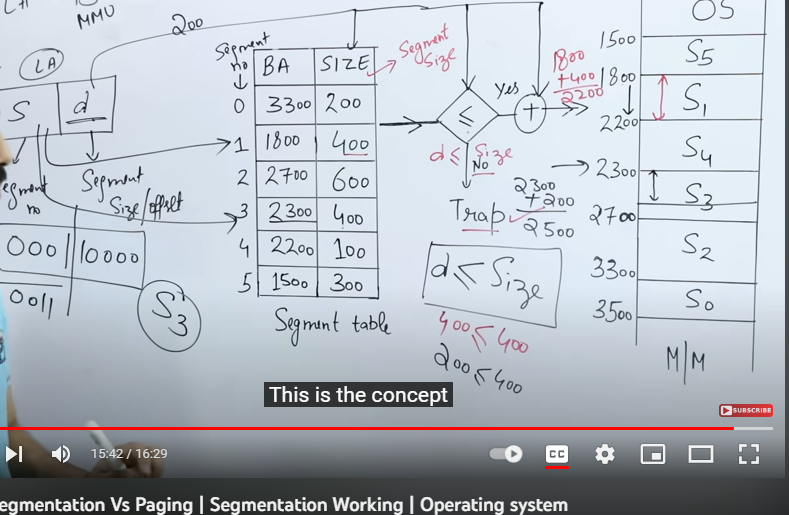 MMU
200
OS
LA
Segment
no
BA SIZE
Segment
Size
S d
0 3300 200
1 1800 400
2 2700 600
3 2300 400
4 2200 100
5 1500 300
Segment table
Segment
Size/offset
no
000 10000
0011
S3
≤
yes
+
d ≤ Size
No
Trap
1800
+400
2200
2300
+200
2500
d ≤ Size
400 ≤ 400
200 ≤ 400
1500
S5
1800
S1
2200
S4
2300
S3
2700
S2
3300
S0
3500
M/M
This is the concept
SUBSCRIBE
15:42 / 16:29
CC
egmentation Vs Paging | Segmentation Working | Operating system